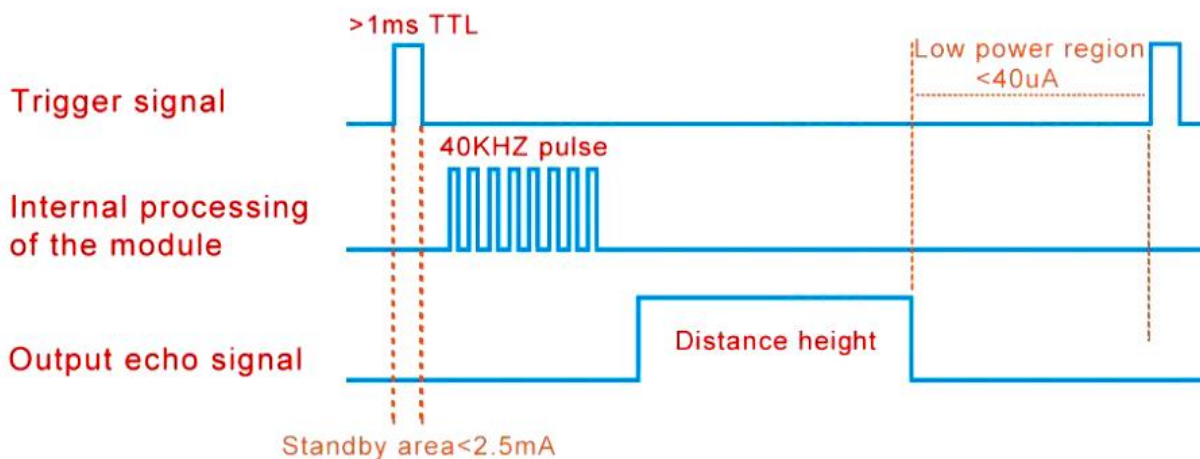 >1ms TTL
Low power region
<40uA
Trigger signal
40KHZ pulse
Internal processing
of the module
Distance height
Output echo signal
Standby area<2.5mA